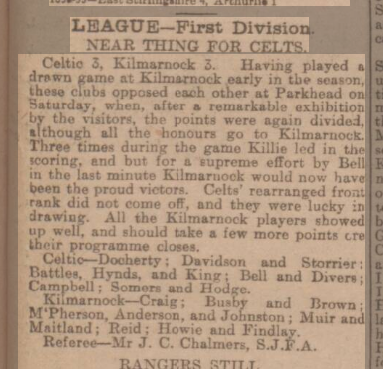 1898-99—East Stirlingshire 4, Arthurlie 1
LEAGUE—First Division.
NEAR THING FOR CELTS.
Celtic 3, Kilmarnock 3. Having played a
drawn game at Kilmarnock early in the season,
these clubs opposed each other at Parkhead on
Saturday, when, after a remarkable exhibition
by the visitors, the points were again divided,
although all the honours go to Kilmarnock.
Three times during the game Killie led in the
scoring, and but for a supreme effort by Bell
in the last minute Kilmarnock would now have
been the proud victors. Celts' rearranged front
rank did not come off, and they were lucky in
drawing. All the Kilmarnock players showed
up well, and should take a few more points ere
their programme closes.
Celtic—Docherty; Davidson and Storrier;
Battles, Hynds, and King; Bell and Divers;
Campbell; Somers and Hodge.
Kilmarnock—Craig; Busby and Brown;
M'Pherson, Anderson, and Johnston; Muir and
Maitland; Reid; Howie and Findlay.
Referee—Mr J. C. Chalmers, S.J.F.A.
RANGERS STILL